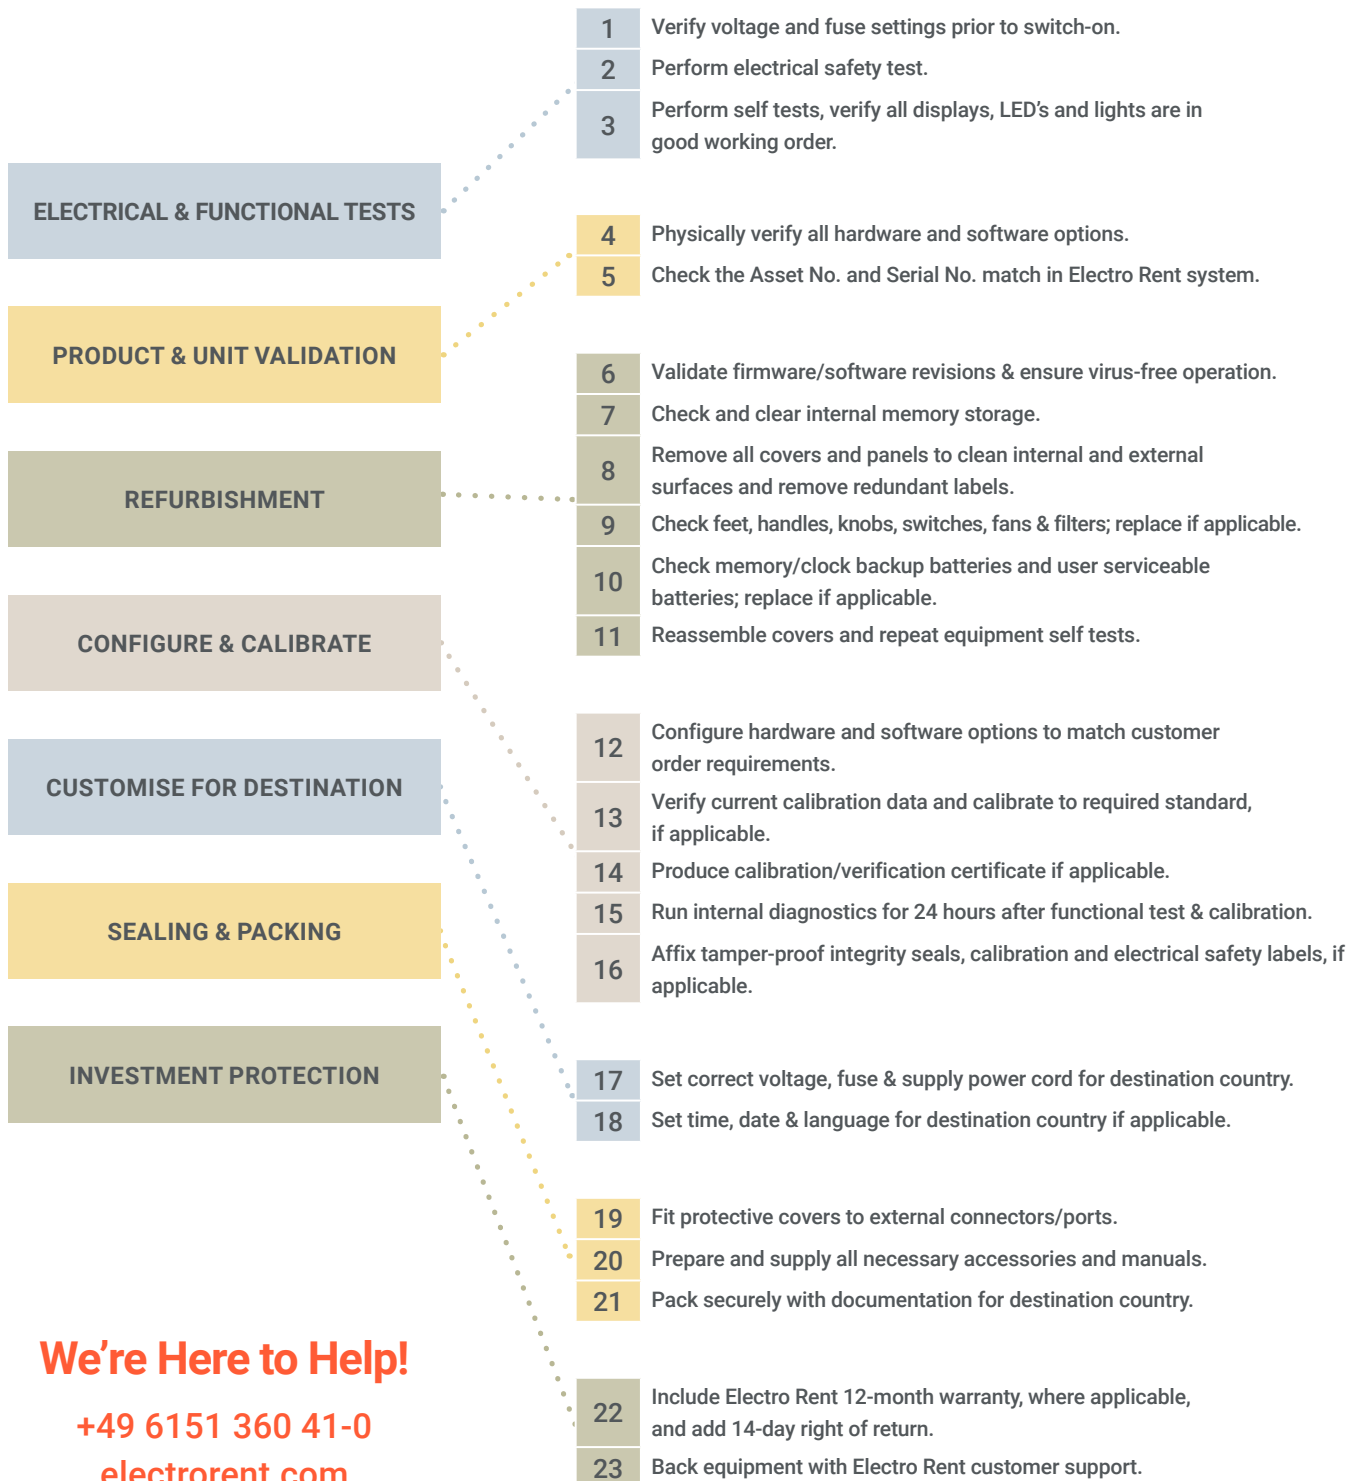 1 Verify voltage and fuse settings prior to switch-on.
2 Perform electrical safety test.
3 Perform self tests, verify all displays, LED’s and lights are in
good working order.
ELECTRICAL & FUNCTIONAL TESTS
4 Physically verify all hardware and software options.
5 Check the Asset No. and Serial No. match in Electro Rent system.
PRODUCT & UNIT VALIDATION
6 Validate firmware/software revisions & ensure virus-free operation.
7 Check and clear internal memory storage.
8 Remove all covers and panels to clean internal and external
surfaces and remove redundant labels.
9 Check feet, handles, knobs, switches, fans & filters; replace if applicable.
10 Check memory/clock backup batteries and user serviceable
batteries; replace if applicable.
11 Reassemble covers and repeat equipment self tests.
REFURBISHMENT
CONFIGURE & CALIBRATE
12 Configure hardware and software options to match customer
order requirements.
13 Verify current calibration data and calibrate to required standard,
if applicable.
14 Produce calibration/verification certificate if applicable.
15 Run internal diagnostics for 24 hours after functional test & calibration.
16 Affix tamper-proof integrity seals, calibration and electrical safety labels, if
applicable.
CUSTOMISE FOR DESTINATION
17 Set correct voltage, fuse & supply power cord for destination country.
18 Set time, date & language for destination country if applicable.
SEALING & PACKING
19 Fit protective covers to external connectors/ports.
20 Prepare and supply all necessary accessories and manuals.
21 Pack securely with documentation for destination country.
INVESTMENT PROTECTION
22 Include Electro Rent 12-month warranty, where applicable,
and add 14-day right of return.
23 Back equipment with Electro Rent customer support.
We’re Here to Help!
+49 6151 360 41-0
electrorent.com